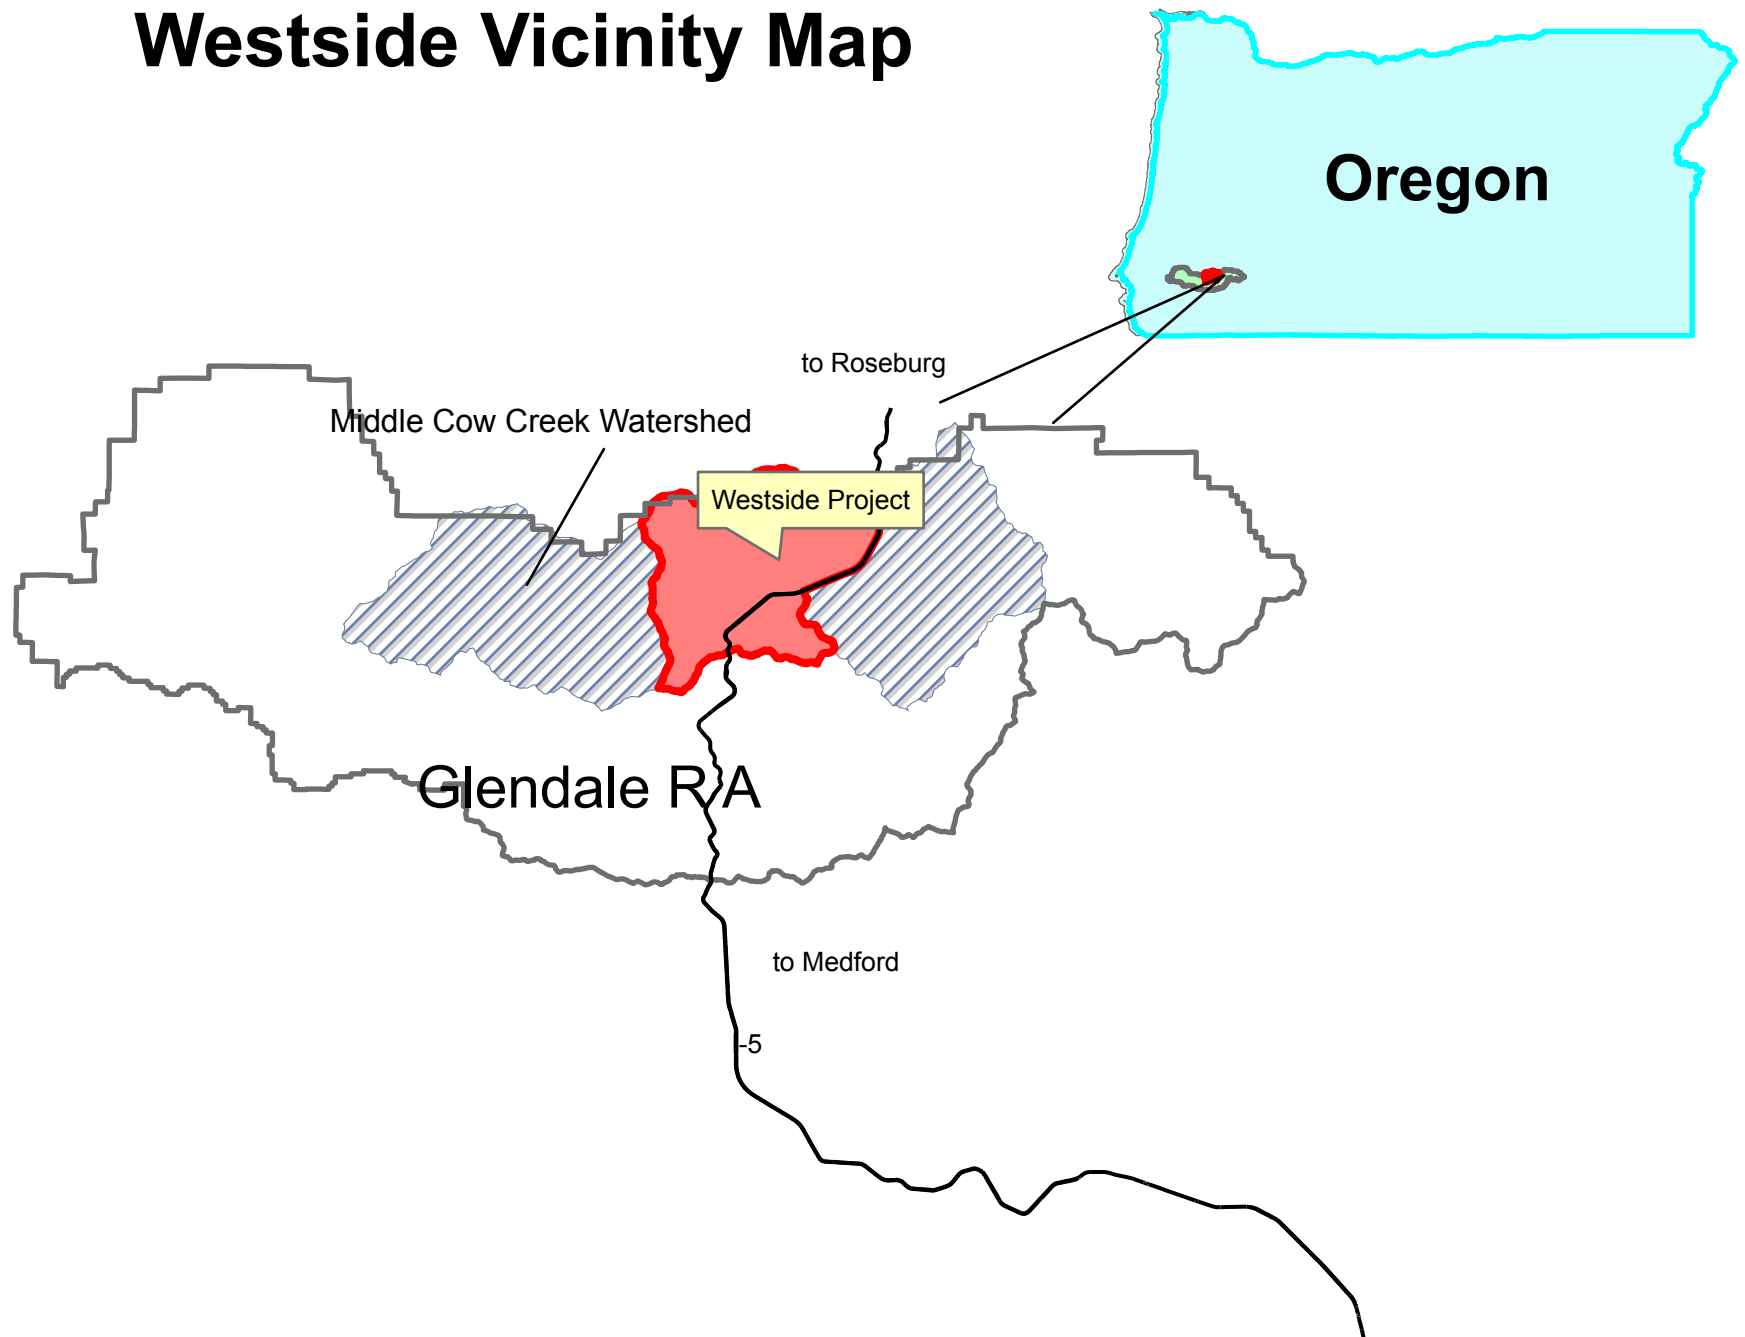 Westside Vicinity Map
Oregon
to Roseburg
Middle Cow Creek Watershed
Westside Project
Glendale R A
to Medford
-5